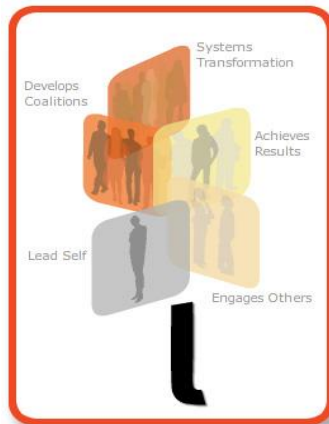 Systems
Transformation
Develops
Coalitions
Achieves
Results
Lead Self
Engages Others
l